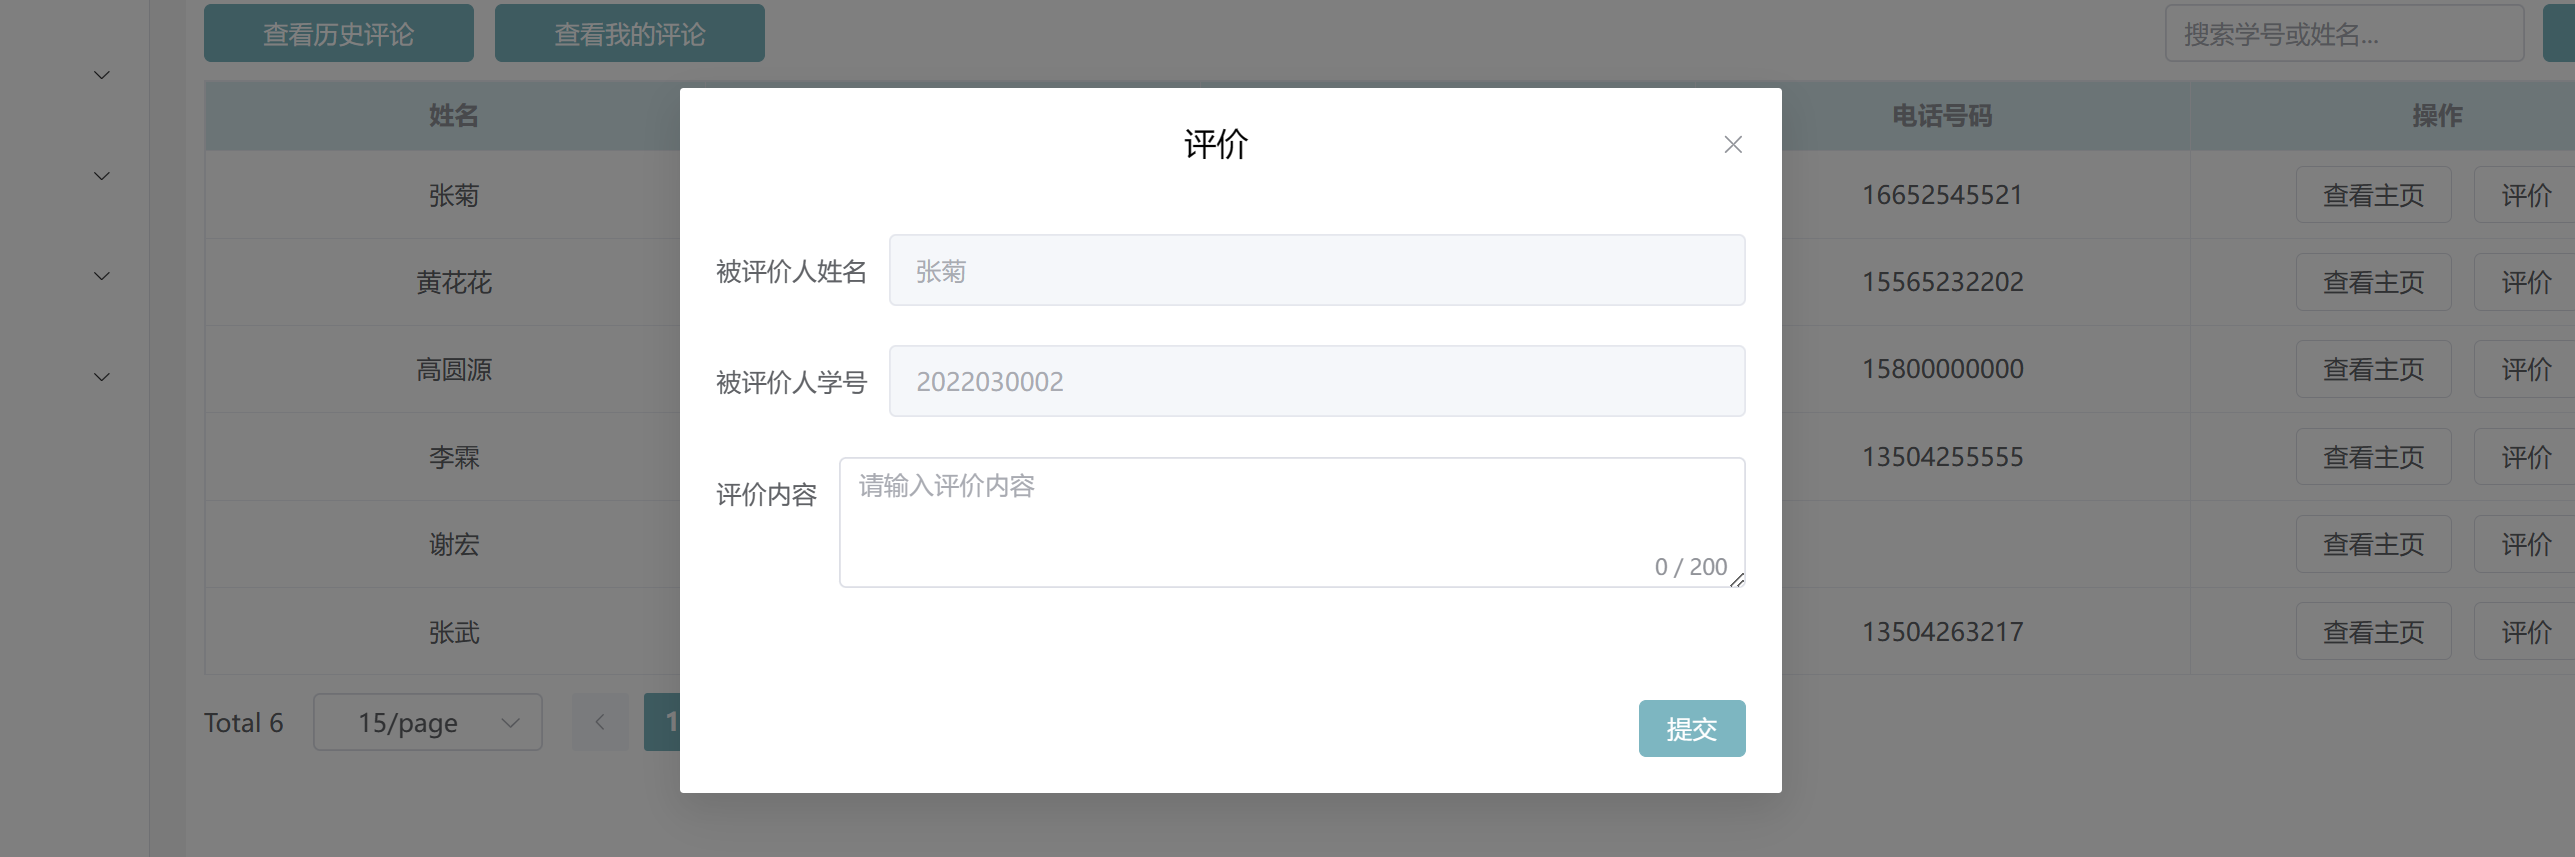 查看历史评论 查看我的评论 搜索学号或姓名...
姓名 电话号码 操作
评价
张菊 16652545521 查看主页 评价
被评价人姓名 张菊
黄花花 15565232202 查看主页 评价
高圆源 15800000000 查看主页 评价
被评价人学号 2022030002
李霖 13504255555 查看主页 评价
评价内容 请输入评价内容
0 / 200
谢宏 查看主页 评价
张武 13504263217 查看主页 评价
Total 6 15/page 1
提交